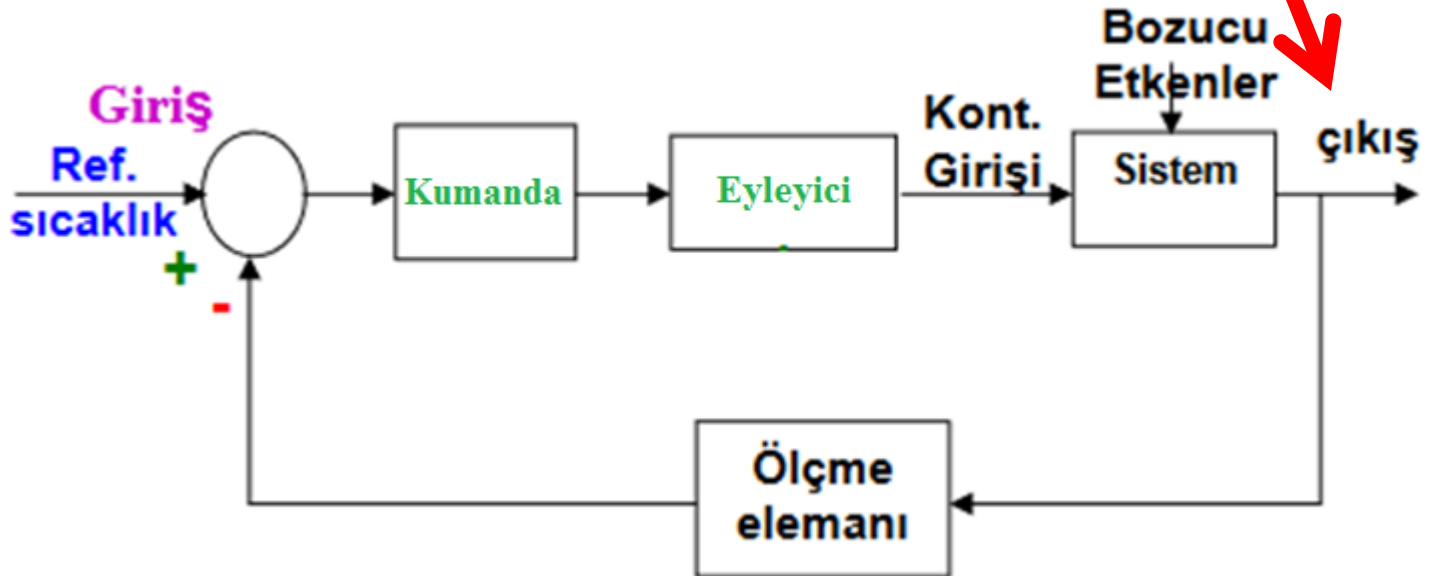 Bozucu
Etkenler
Giriş
Ref.
sıcaklık
+
-
Kumanda
Eyleyici
Kont.
Girişi
Sistem
çıkış
Ölçme
elemanı